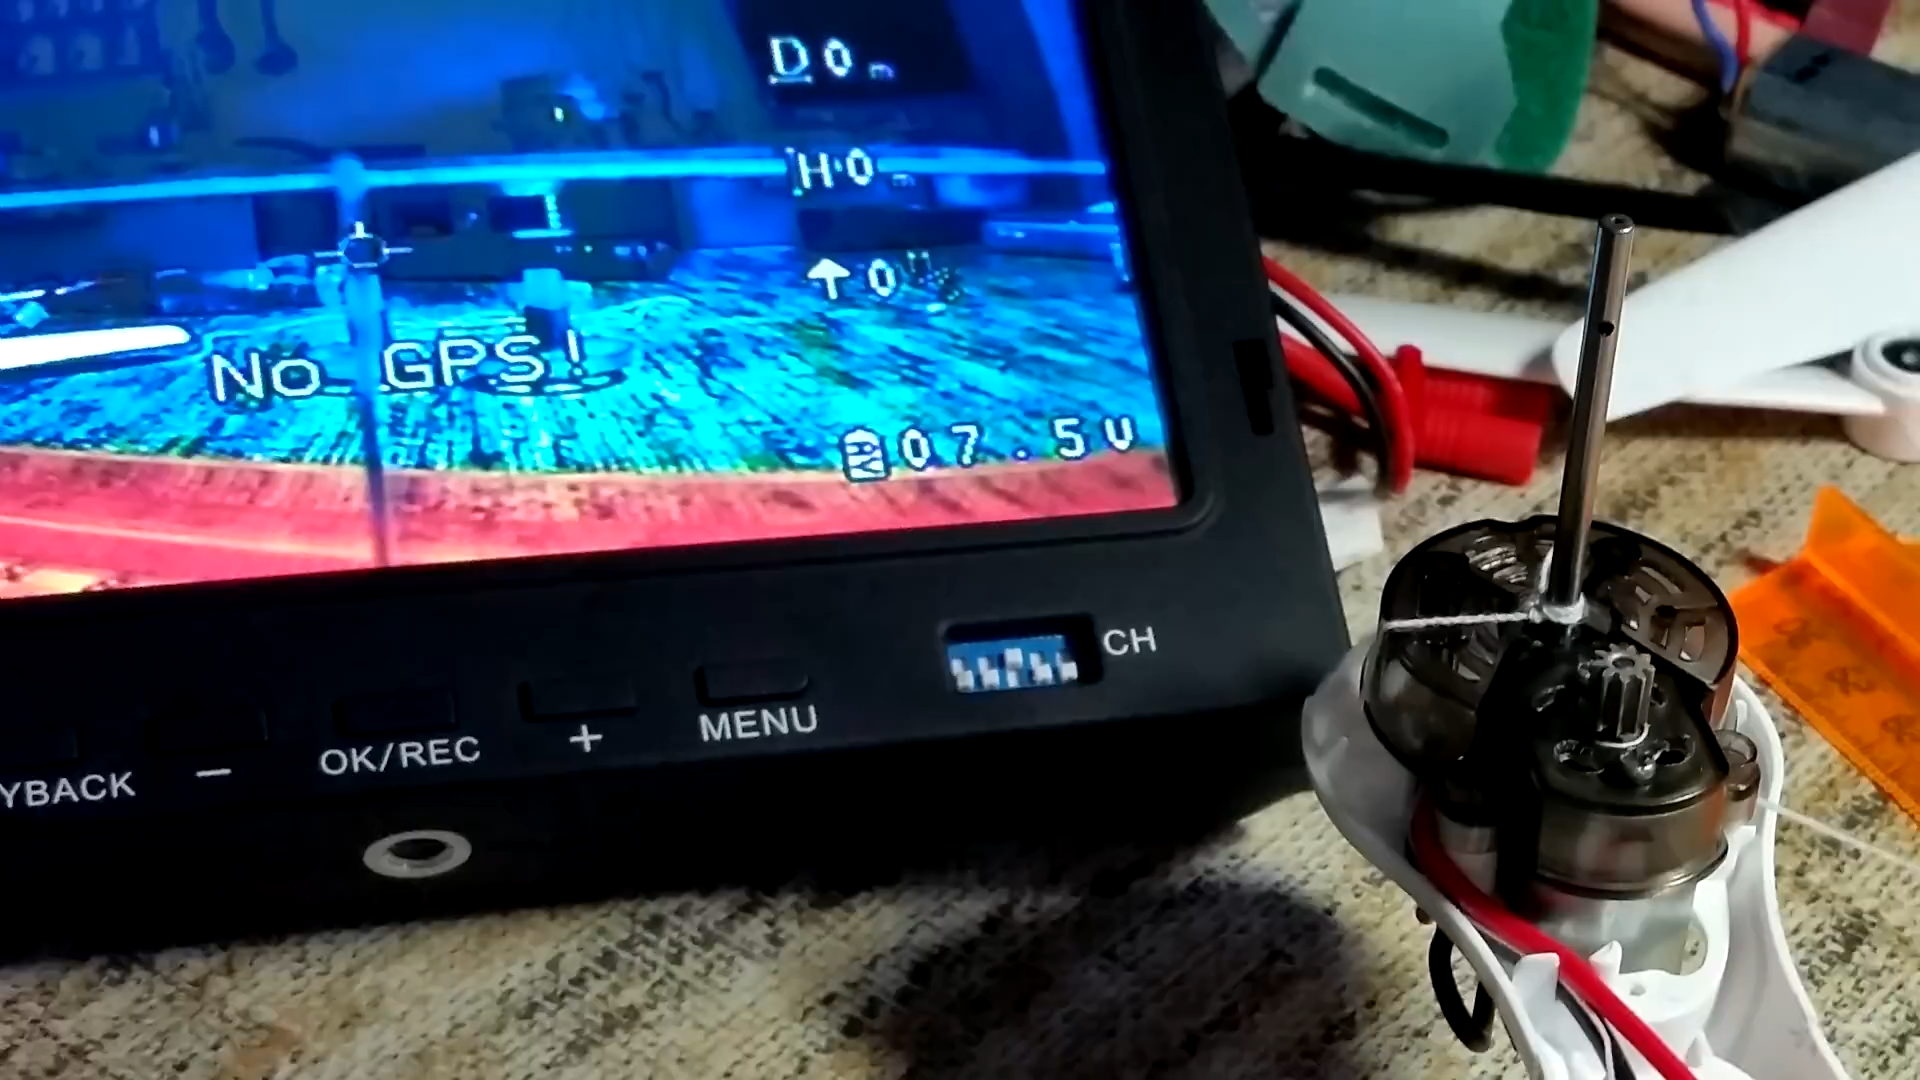 D 0 m
H:0 m
↑ 0
No GPS!
07.5V
CH
MENU
+
OK/REC
−
YBACK